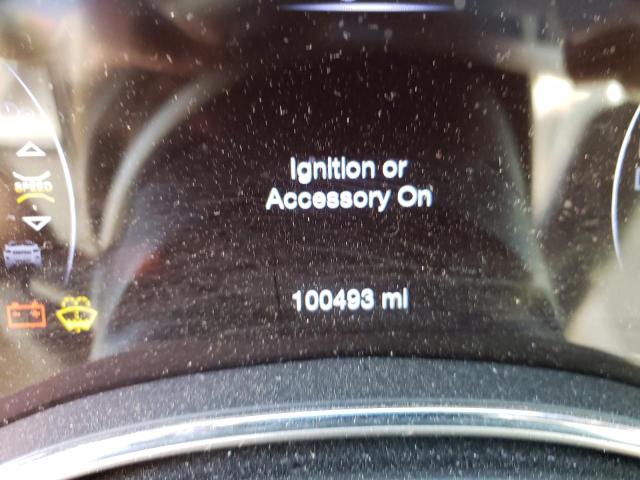 Ignition or
Accessory On
SPEED
100493 mi